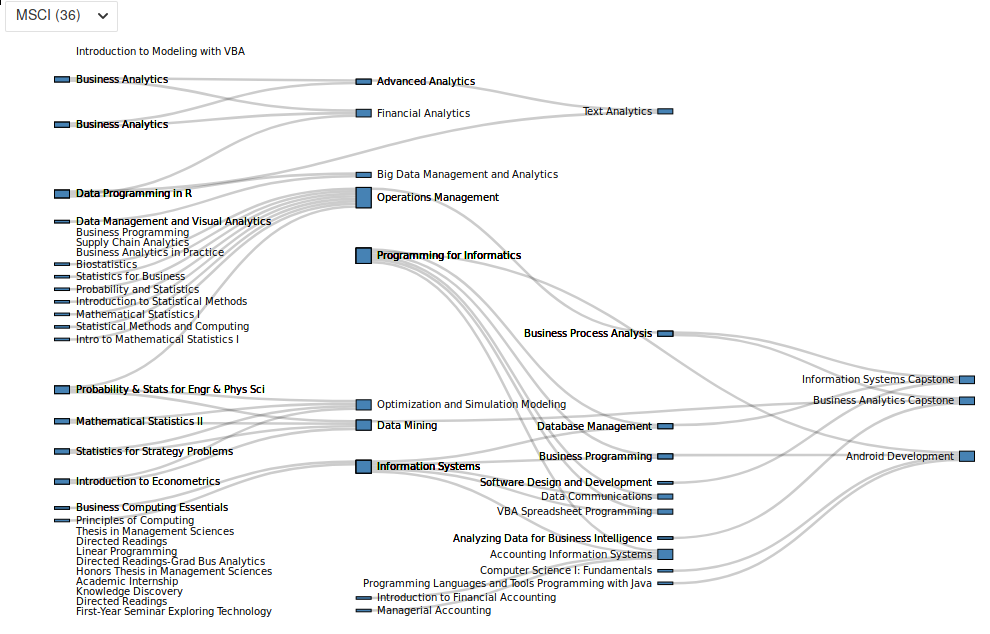 MSCI (36)
Introduction to Modeling with VBA
Business Analytics
Advanced Analytics
Text Analytics
Financial Analytics
Business Analytics
Big Data Management and Analytics
Data Programming in R
Operations Management
Data Management and Visual Analytics
Business Programming
Supply Chain Analytics
Business Analytics in Practice
Programming for Informatics
Biostatistics
Statistics for Business
Probability and Statistics
Introduction to Statistical Methods
Mathematical Statistics I
Statistical Methods and Computing
Business Process Analysis
Intro to Mathematical Statistics I
Information Systems Capstone
Probability & Stats for Engr & Phys Sci
Business Analytics Capstone
Optimization and Simulation Modeling
Mathematical Statistics II
Data Mining
Database Management
Statistics for Strategy Problems
Business Programming
Android Development
Information Systems
Introduction to Econometrics
Software Design and Development
Data Communications
Business Computing Essentials
VBA Spreadsheet Programming
Principles of Computing
Thesis in Management Sciences
Analyzing Data for Business Intelligence
Directed Readings
Linear Programming
Accounting Information Systems
Directed Readings-Grad Bus Analytics
Honors Thesis in Management Sciences
Computer Science I: Fundamentals
Academic Internship
Programming Languages and Tools Programming with Java
Knowledge Discovery
Introduction to Financial Accounting
Directed Readings
First-Year Seminar Exploring Technology
Managerial Accounting